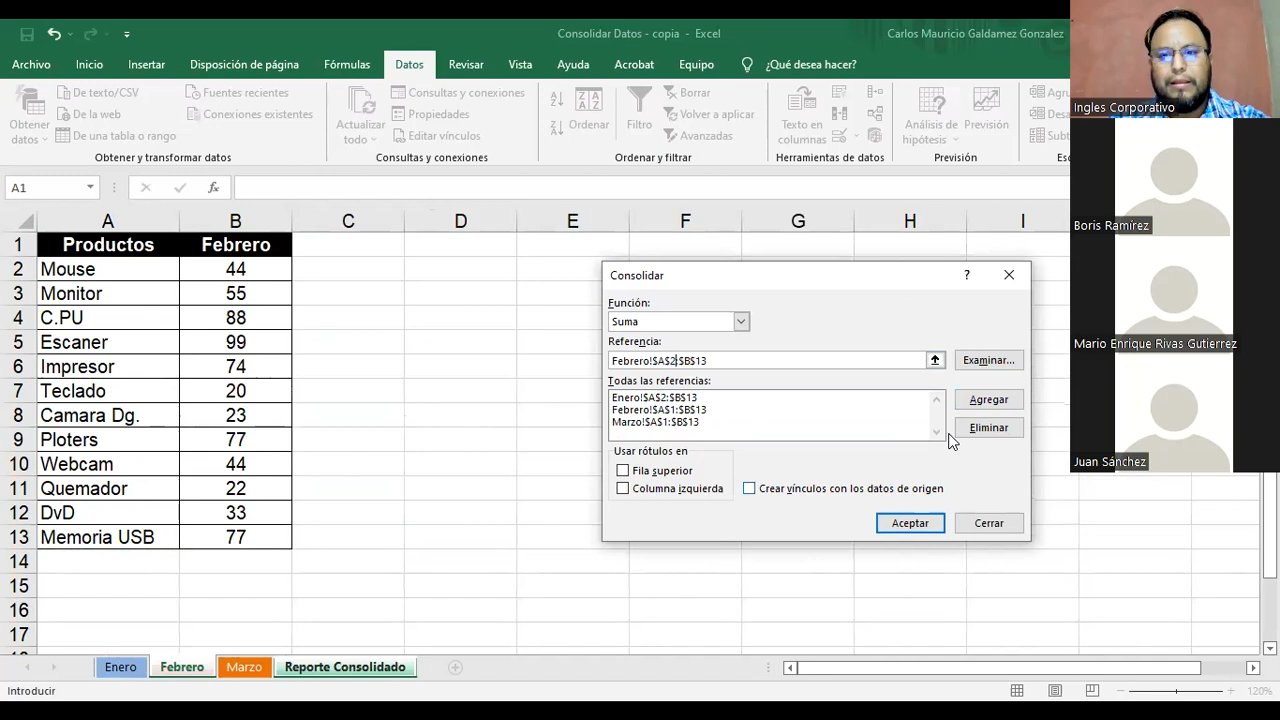 Consolidar Datos - copia - Excel
Carlos Mauricio Galdamez Gonzalez
Archivo Inicio Insertar Disposición de página Fórmulas Datos Revisar Vista Ayuda Acrobat Equipo ¿Qué desea hacer?
Obtener datos
De texto/CSV
De la web
De una tabla o rango
Fuentes recientes
Conexiones existentes
Obtener y transformar datos
Actualizar todo
Consultas y conexiones
Editar vínculos
Consultas y conexiones
Ordenar
Filtro
Borrar
Volver a aplicar
Avanzadas
Ordenar y filtrar
Texto en columnas
Herramientas de datos
Análisis de hipótesis
Previsión
Previsión
A1
fx
A B C D E F G H I
1 Productos Febrero
2 Mouse 44
3 Monitor 55
4 C.PU 88
5 Escaner 99
6 Impresor 74
7 Teclado 20
8 Camara Dg. 23
9 Ploters 77
10 Webcam 44
11 Quemador 22
12 DvD 33
13 Memoria USB 77
14
15
16
17
Consolidar ?
Función:
Suma
Referencia:
Febrero!$A$2:$B$13
Examinar...
Todas las referencias:
Enero!$A$2:$B$13
Febrero!$A$1:$B$13
Marzo!$A$1:$B$13
Agregar
Eliminar
Usar rótulos en
Fila superior
Columna izquierda
Crear vínculos con los datos de origen
Aceptar Cerrar
Enero Febrero Marzo Reporte Consolidado
Introducir
120%
Ingles Corporativo
Boris Ramírez
Mario Enrique Rivas Gutierrez
Juan Sánchez